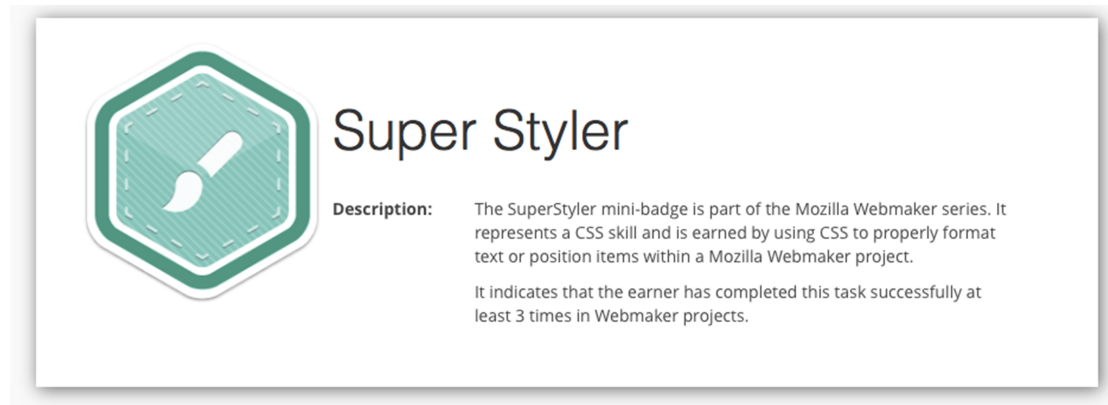 Super Styler
Description:
The SuperStyler mini-badge is part of the Mozilla Webmaker series. It
represents a CSS skill and is earned by using CSS to properly format
text or position items within a Mozilla Webmaker project.
It indicates that the earner has completed this task successfully at
least 3 times in Webmaker projects.